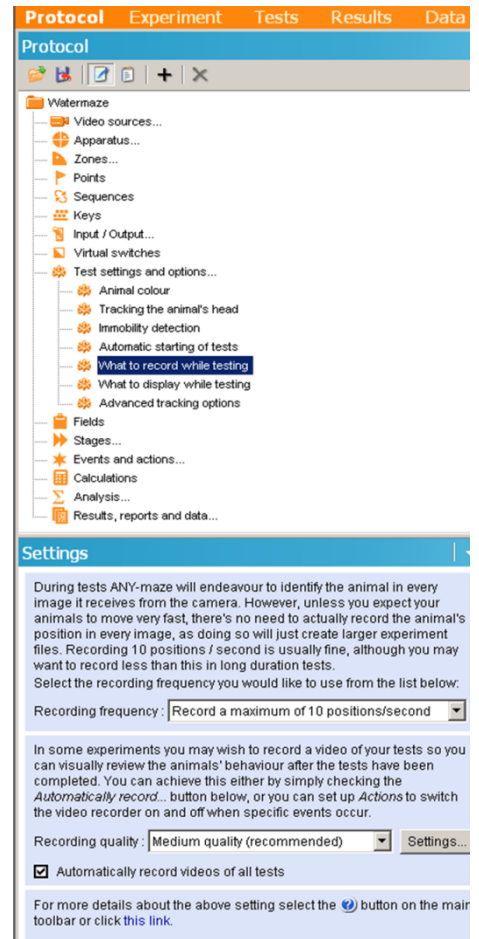 Protocol Experiment Tests Results Data
Protocol
Watermaze
Video sources...
Apparatus...
Zones...
Points
Sequences
Keys
Input / Output...
Virtual switches
Test settings and options...
Animal colour
Tracking the animal's head
Immobility detection
Automatic starting of tests
What to record while testing
What to display while testing
Advanced tracking options
Fields
Stages...
Events and actions...
Calculations
Analysis...
Results, reports and data...
Settings
During tests ANY-maze will endeavour to identify the animal in every
image it receives from the camera. However, unless you expect your
animals to move very fast, there's no need to actually record the animal's
position in every image, as doing so will just create larger experiment
files. Recording 10 positions / second is usually fine, although you may
want to record less than this in long duration tests.
Select the recording frequency you would like to use from the list below:
Recording frequency : Record a maximum of 10 positions/second
In some experiments you may wish to record a video of your tests so you
can visually review the animals' behaviour after the tests have been
completed. You can achieve this either by simply checking the
Automatically record... button below, or you can set up Actions to switch
the video recorder on and off when specific events occur.
Recording quality : Medium quality (recommended) Settings...
Automatically record videos of all tests
For more details about the above setting select the ? button on the main
toolbar or click this link.